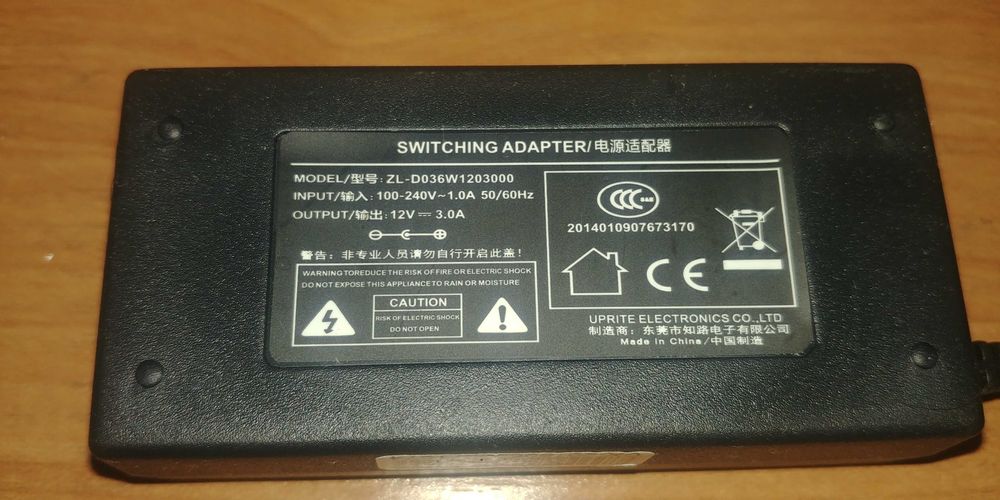 SWITCHING ADAPTER/电源适配器
MODEL/型号: ZL-D036W1203000
INPUT/输入: 100-240V~1.0A 50/60Hz
OUTPUT/输出: 12V⎓ 3.0A
警告: 非专业人员请勿自行开启此盖!
WARNING TOREDUCE THE RISK OF FIRE OR ELECTRIC SHOCK
DO NOT EXPOSE THIS APPLIANCE TO RAIN OR MOISTURE
CAUTION
RISK OF ELECTRIC SHOCK
DO NOT OPEN
CCC
S&E
2014010907673170
CE
UPRITE ELECTRONICS CO.,LTD
制造商: 东莞市知路电子有限公司
Made in China/中国制造